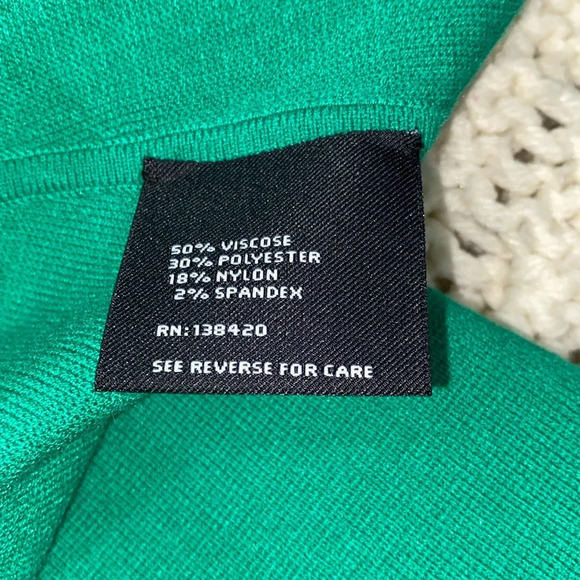 50% VISCOSE
30% POLYESTER
18% NYLON
2% SPANDEX
RN:138420
SEE REVERSE FOR CARE